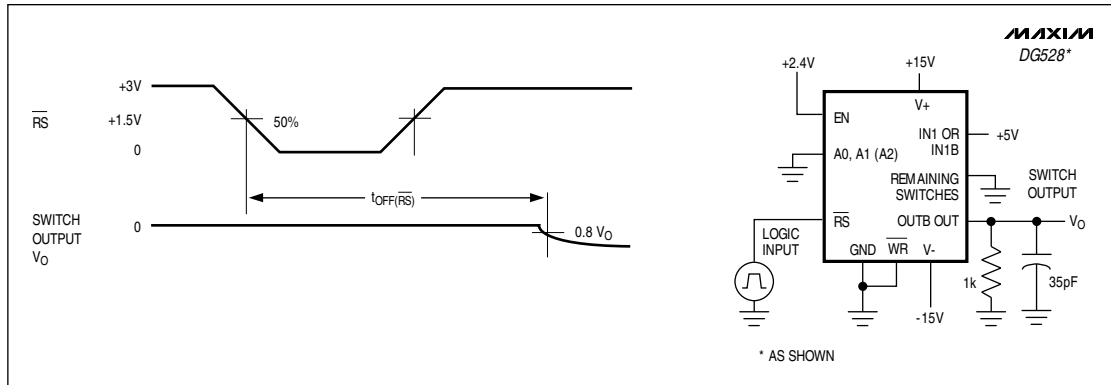 MAXIM
DG528*
+3V
RS
+1.5V
0
50%
tOFF(RS)
SWITCH
OUTPUT
VO
0
0.8 VO
+2.4V
+15V
EN
V+
IN1 OR
IN1B
+5V
A0, A1 (A2)
REMAINING
SWITCHES
SWITCH
OUTPUT
RS
OUTB OUT
VO
LOGIC
INPUT
GND
WR
V-
1k
35pF
-15V
* AS SHOWN